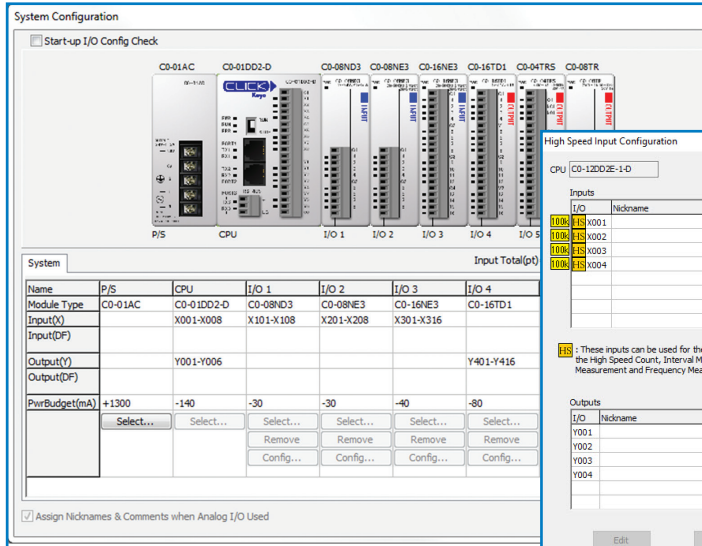 System Configuration
Start-up I/O Config Check
C0-01AC C0-01DD2-D C0-08ND3 C0-08NE3 C0-16NE3 C0-16TD1 C0-04TRS C0-08TR
CLICK
Koyo
INPUT INPUT INPUT OUTPUT OUTPUT OUTPUT
P/S CPU I/O 1 I/O 2 I/O 3 I/O 4 I/O 5
System
Input Total(pt)
Name P/S CPU I/O 1 I/O 2 I/O 3 I/O 4
Module Type C0-01AC C0-01DD2-D C0-08ND3 C0-08NE3 C0-16NE3 C0-16TD1
Input(X) X001-X008 X101-X108 X201-X208 X301-X316
Input(DF)
Output(Y) Y001-Y006 Y401-Y416
Output(DF)
PwrBudget(mA) +1300 -140 -30 -30 -40 -80
Select... Select... Select... Select... Select... Select...
Remove Remove Remove Remove
Config... Config... Config... Config...
Assign Nicknames & Comments when Analog I/O Used
High Speed Input Configuration
CPU C0-12DD2E-1-D
Inputs
I/O Nickname
100k HS X001
100k HS X002
100k HS X003
100k HS X004
HS : These inputs can be used for the
the High Speed Count, Interval M
Measurement and Frequency Mea
Outputs
I/O Nickname
Y001
Y002
Y003
Y004
Edit